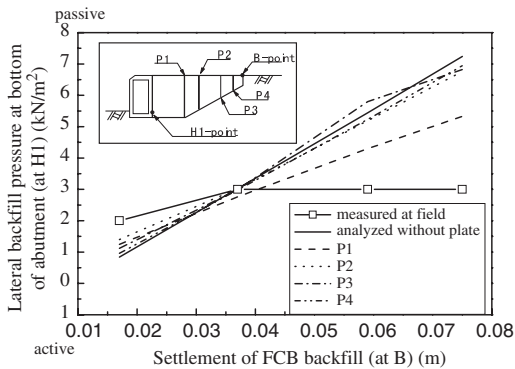 passive
8
7
6
5
4
3
2
1
0
1
active
Lateral backfill pressure at bottom
of abutment (at H1) (kN/m²)
P1
P2
B-point
P4
P3
H1-point
measured at field
analyzed without plate
P1
P2
P3
P4
0.01 0.02 0.03 0.04 0.05 0.06 0.07 0.08
Settlement of FCB backfill (at B) (m)